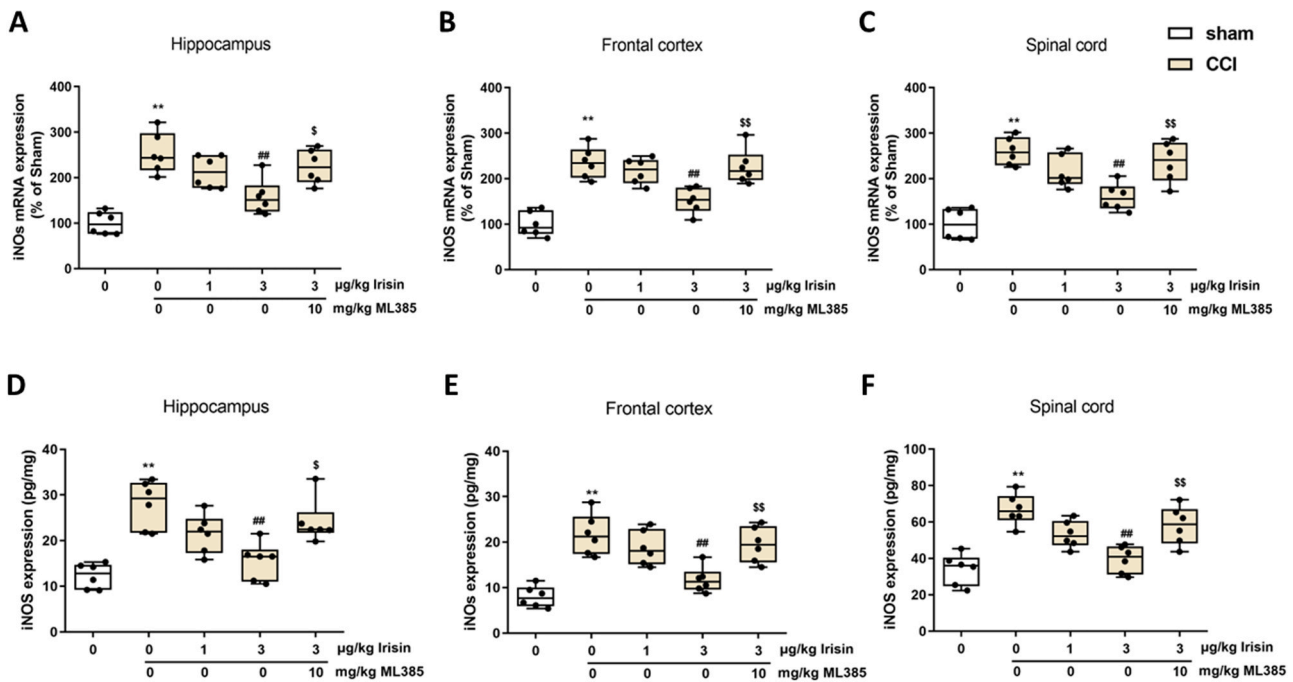 A
Hippocampus
iNOs mRNA expression
(% of Sham)
400
300
200
100
0
**
##
$
0 0 1 3 3 µg/kg Irisin
0 0 0 10 mg/kg ML385
B
Frontal cortex
iNOS mRNA expression
(% of Sham)
400
300
200
100
0
**
##
$$
0 0 1 3 3 µg/kg Irisin
0 0 0 10 mg/kg ML385
C
Spinal cord
iNOS mRNA expression
(% of Sham)
400
300
200
100
0
**
##
$$
0 0 1 3 3 µg/kg Irisin
0 0 0 10 mg/kg ML385
sham
CCI
D
Hippocampus
iNOS expression (pg/mg)
40
30
20
10
0
**
##
$
0 0 1 3 3 µg/kg Irisin
0 0 0 10 mg/kg ML385
E
Frontal cortex
iNOs expression (pg/mg)
40
30
20
10
0
**
##
$$
0 0 1 3 3 µg/kg Irisin
0 0 0 10 mg/kg ML385
F
Spinal cord
iNOS expression (pg/mg)
100
80
60
40
20
0
**
##
$$
0 0 1 3 3 µg/kg Irisin
0 0 0 10 mg/kg ML385